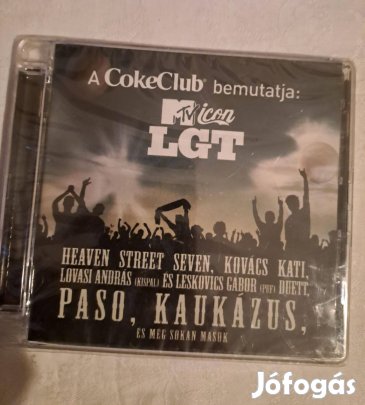 A CokeClub® bemutatja:
MTV icon
LGT
HEAVEN STREET SEVEN, KOVÁCS KATI,
LOVASI ANDRÁS (KISPÁL) ÉS LESKOVICS GÁBOR (PUF) DUETT,
PASO, KAUKÁZUS,
ÉS MÉG SOKAN MÁSOK
Jófogás